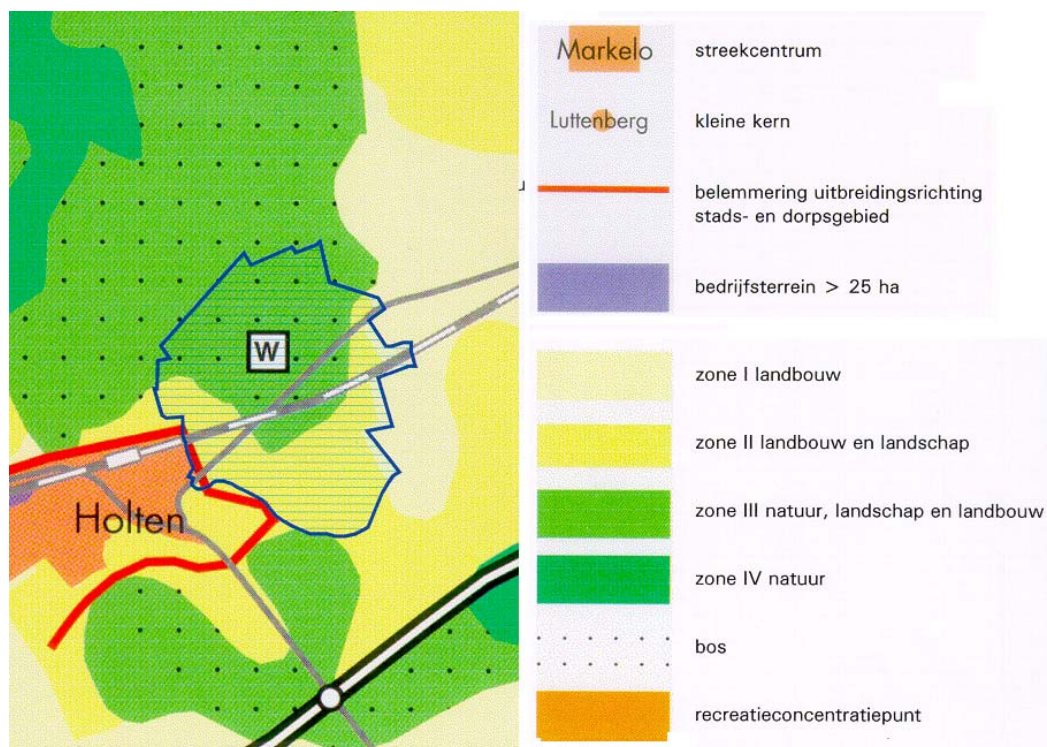 W
Holten
u
Markelo
streekcentrum
Luttenberg
kleine kern
belemmering uitbreidingsrichting
stads- en dorpsgebied
bedrijfsterrein > 25 ha
zone I landbouw
zone II landbouw en landschap
zone III natuur, landschap en landbouw
zone IV natuur
bos
recreatieconcentratiepunt